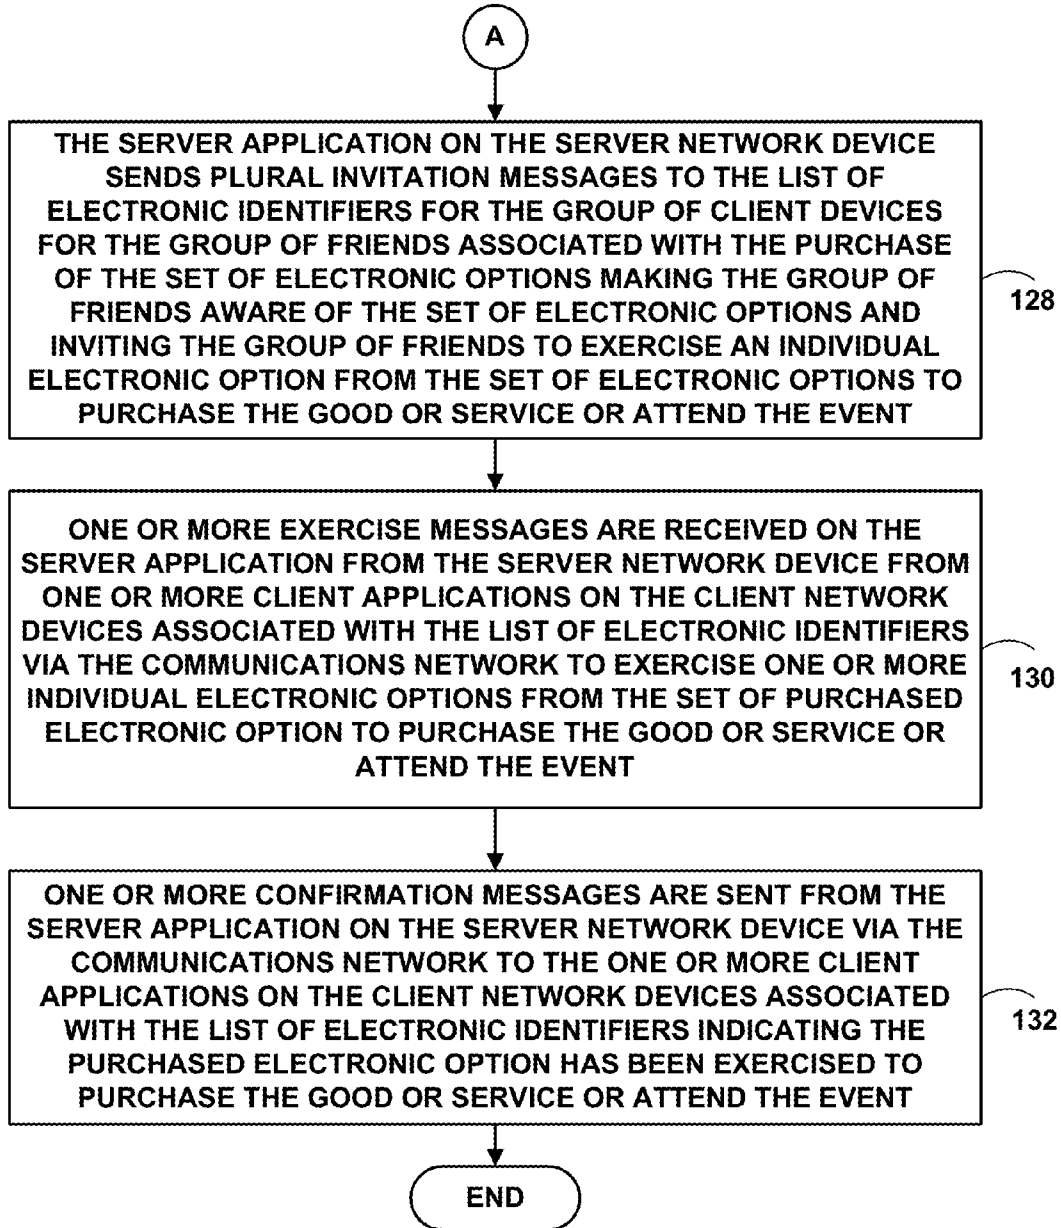 A
THE SERVER APPLICATION ON THE SERVER NETWORK DEVICE
SENDS PLURAL INVITATION MESSAGES TO THE LIST OF
ELECTRONIC IDENTIFIERS FOR THE GROUP OF CLIENT DEVICES
FOR THE GROUP OF FRIENDS ASSOCIATED WITH THE PURCHASE
OF THE SET OF ELECTRONIC OPTIONS MAKING THE GROUP OF
FRIENDS AWARE OF THE SET OF ELECTRONIC OPTIONS AND
INVITING THE GROUP OF FRIENDS TO EXERCISE AN INDIVIDUAL
ELECTRONIC OPTION FROM THE SET OF ELECTRONIC OPTIONS TO
PURCHASE THE GOOD OR SERVICE OR ATTEND THE EVENT
128
ONE OR MORE EXERCISE MESSAGES ARE RECEIVED ON THE
SERVER APPLICATION FROM THE SERVER NETWORK DEVICE FROM
ONE OR MORE CLIENT APPLICATIONS ON THE CLIENT NETWORK
DEVICES ASSOCIATED WITH THE LIST OF ELECTRONIC IDENTIFIERS
VIA THE COMMUNICATIONS NETWORK TO EXERCISE ONE OR MORE
INDIVIDUAL ELECTRONIC OPTIONS FROM THE SET OF PURCHASED
ELECTRONIC OPTION TO PURCHASE THE GOOD OR SERVICE OR
ATTEND THE EVENT
130
ONE OR MORE CONFIRMATION MESSAGES ARE SENT FROM THE
SERVER APPLICATION ON THE SERVER NETWORK DEVICE VIA THE
COMMUNICATIONS NETWORK TO THE ONE OR MORE CLIENT
APPLICATIONS ON THE CLIENT NETWORK DEVICES ASSOCIATED
WITH THE LIST OF ELECTRONIC IDENTIFIERS INDICATING THE
PURCHASED ELECTRONIC OPTION HAS BEEN EXERCISED TO
PURCHASE THE GOOD OR SERVICE OR ATTEND THE EVENT
132
END